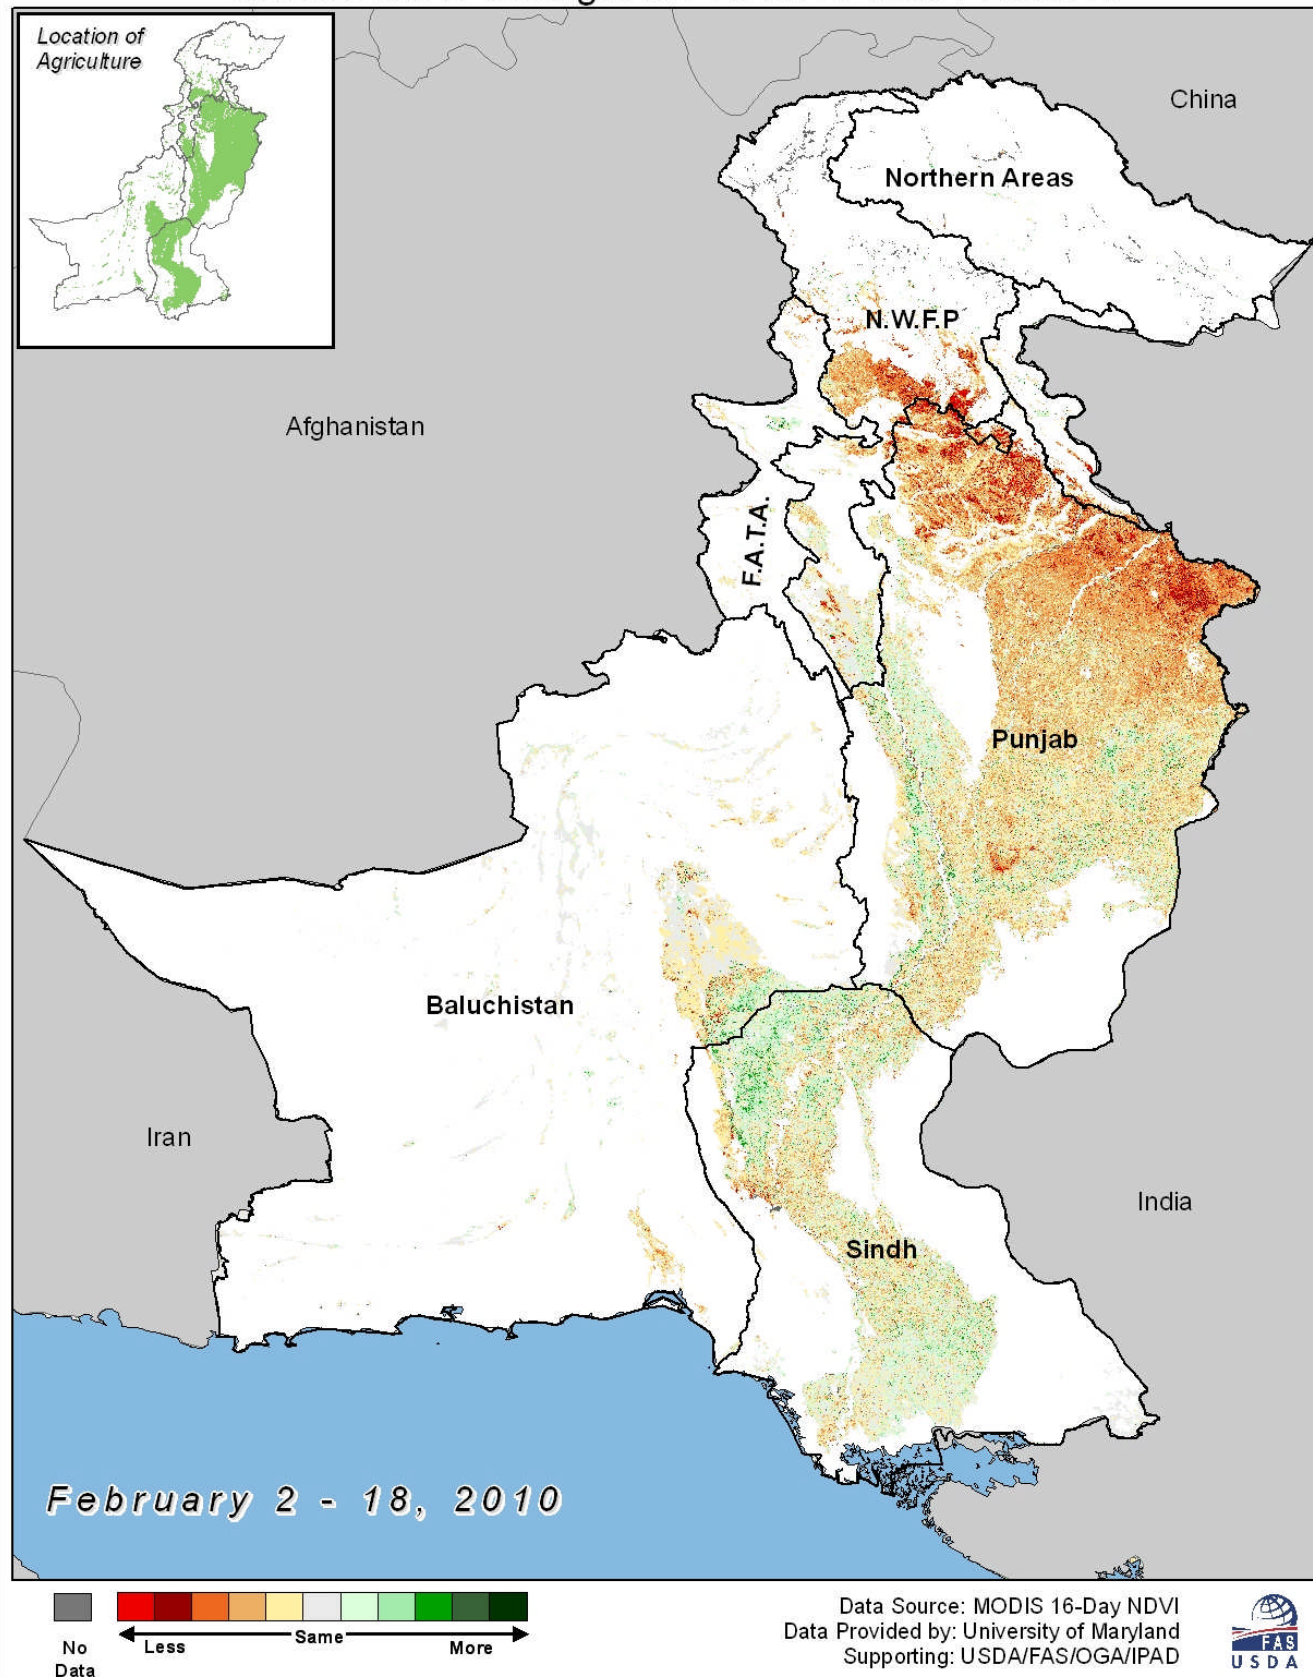 Location of
Agriculture
China
Northern Areas
N.W.F.P
Afghanistan
F.A.T.A.
Punjab
Baluchistan
Iran
India
Sindh
February 2 - 18, 2010
No
Data
Less
Same
More
Data Source: MODIS 16-Day NDVI
Data Provided by: University of Maryland
Supporting: USDA/FAS/OGA/IPAD
FAS
USDA